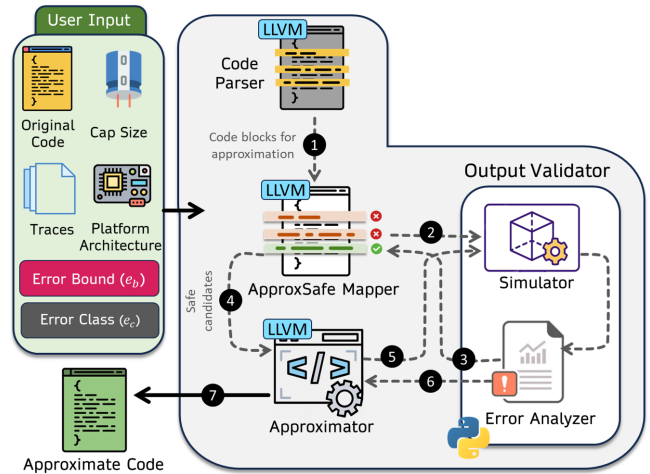 User Input
Original
Code
Cap Size
Traces
Platform
Architecture
Error Bound (e_b)
Error Class (e_c)
LLVM
Code
Parser
Code blocks for
approximation
1
LLVM
ApproxSafe Mapper
2
Output Validator
Simulator
3
Safe
candidates
4
LLVM
</>
Approximator
5
6
Error Analyzer
7
Approximate Code